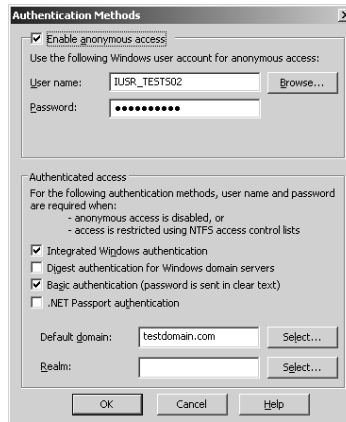 Authentication Methods
Enable anonymous access
Use the following Windows user account for anonymous access:
User name: IUSR_TESTS02 Browse...
Password: ••••••••••
Authenticated access
For the following authentication methods, user name and password
are required when:
- anonymous access is disabled, or
- access is restricted using NTFS access control lists
Integrated Windows authentication
Digest authentication for Windows domain servers
Basic authentication (password is sent in clear text)
.NET Passport authentication
Default domain: testdomain.com Select...
Realm: Select...
OK Cancel Help